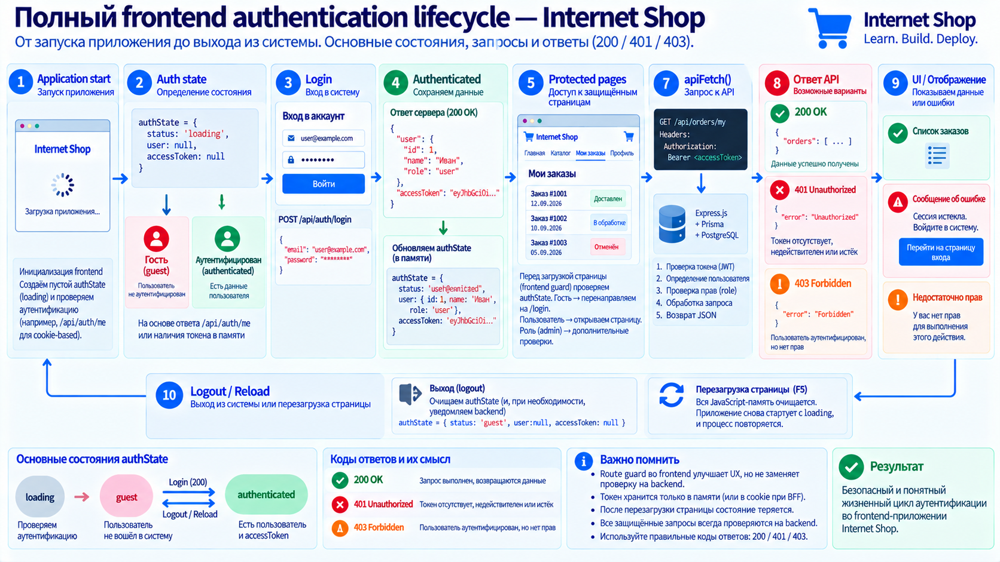 Полный frontend authentication lifecycle — Internet Shop
От запуска приложения до выхода из системы. Основные состояния, запросы и ответы (200 / 401 / 403).
Internet Shop
Learn. Build. Deploy.
1
Application start
Запуск приложения
Internet Shop
Загрузка приложения...
Инициализация frontend
Создаём пустой authState
(loading) и проверяем
аутентификацию
(например, /api/auth/me
для cookie-based).
2
Auth state
Определение состояния
authState = {
status: 'loading',
user: null,
accessToken: null
}
Гость
(guest)
Пользователь
не аутентифицирован
Аутентифицирован
(authenticated)
Есть данные
пользователя
На основе ответа /api/auth/me
или наличия токена в памяти
3
Login
Вход в систему
Вход в аккаунт
user@example.com
••••••••
Войти
POST /api/auth/login
{
"email": "user@example.com",
"password": "********"
}
4
Authenticated
Сохраняем данные
Ответ сервера (200 OK)
{
"user": {
"id": 1,
"name": "Иван",
"role": "user"
},
"accessToken": "eyJhbGciOi..."
}
Обновляем authState
(в памяти)
authState = {
status:
user: { id: 1, name: 'Иван',
role: 'user'},
accessToken: 'eyJhbGciOi..."
}
5
Protected pages
Доступ к защищённым
страницам
Internet Shop
Главная Каталог Мои заказы Профиль
Мои заказы
Заказ #1001
12.09.2026
Доставлен
Заказ #1002
10.09.2026
В обработке
Заказ #1003
05.09.2026
Отменён
Перед загрузкой страницы
(frontend guard) проверяем
authState. Гость → перенаправляем
на /login.
Пользователь → открываем страницу.
Роль (admin) → дополнительные
проверки.
7
apiFetch()
Запрос к API
GET /api/orders/my
Headers:
Authorization:
Bearer <accessToken>
Express.js
+ Prisma
+ PostgreSQL
1. Проверка токена (JWT)
2. Определение пользователя
3. Проверка прав (role)
4. Обработка запроса
5. Возврат JSON
8
Ответ API
Возможные варианты
200 OK
{
"orders": [ ... ]
}
Данные успешно получены
401 Unauthorized
{
"error": "Unauthorized"
}
Токен отсутствует,
недействителен или истёк
403 Forbidden
{
"error": "Forbidden"
}
Пользователь аутентифицирован,
но нет прав
9
UI / Отображение
Показываем данные
или ошибки
Список заказов
Сообщение об ошибке
Сессия истекла.
Войдите в систему.
Перейти на страницу
входа
Недостаточно прав
У вас нет прав
для выполнения
этого действия.
10
Logout / Reload
Выход из системы или перезагрузка страницы
Выход (logout)
Очищаем authState (и, при необходимости,
уведомляем backend)
authState = { status: 'guest', user:null, accessToken: null }
Перезагрузка страницы (F5)
Вся JavaScript-память очищается.
Приложение снова стартует с loading,
и процесс повторяется.
Основные состояния authState
loading
Проверяем
аутентификацию
guest
Пользователь
не вошёл в систему
Login (200)
Logout / Reload
authenticated
Есть пользователь
и accessToken
Коды ответов и их смысл
200 OK Запрос выполнен, возвращаются данные
401 Unauthorized Токен отсутствует, недействителен или истёк
403 Forbidden Пользователь аутентифицирован, но нет прав
Важно помнить
• Route guard во frontend улучшает UX, но не заменяет
проверку на backend.
• Токен хранится только в памяти (или в cookie при BFF).
• После перезагрузки страницы состояние теряется.
• Все защищённые запросы всегда проверяются на backend.
• Используйте правильные коды ответов: 200 / 401 / 403.
Результат
Безопасный и понятный
жизненный цикл аутентификации
во frontend-приложении
Internet Shop.